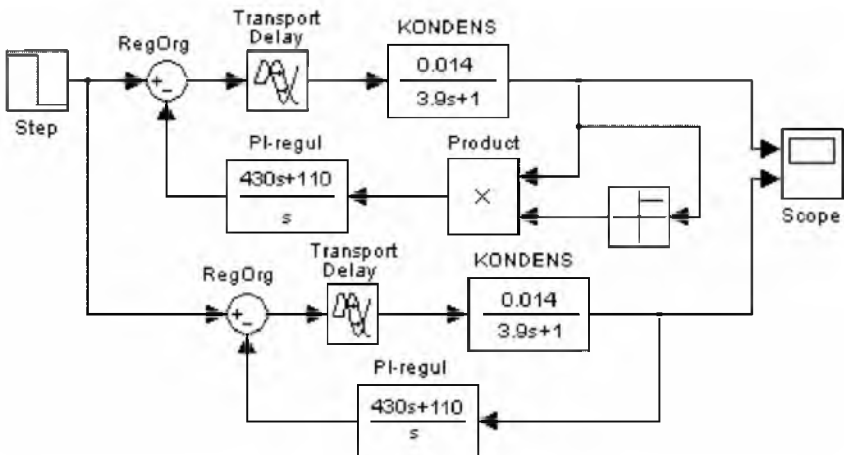 Transport
Delay
KONDENS
RegOrg
+
−
0.014
3.9s+1
Step
PI-regul
Product
430s+110
s
×
Scope
Transport
Delay
KONDENS
RegOrg
+
−
0.014
3.9s+1
PI-regul
430s+110
s